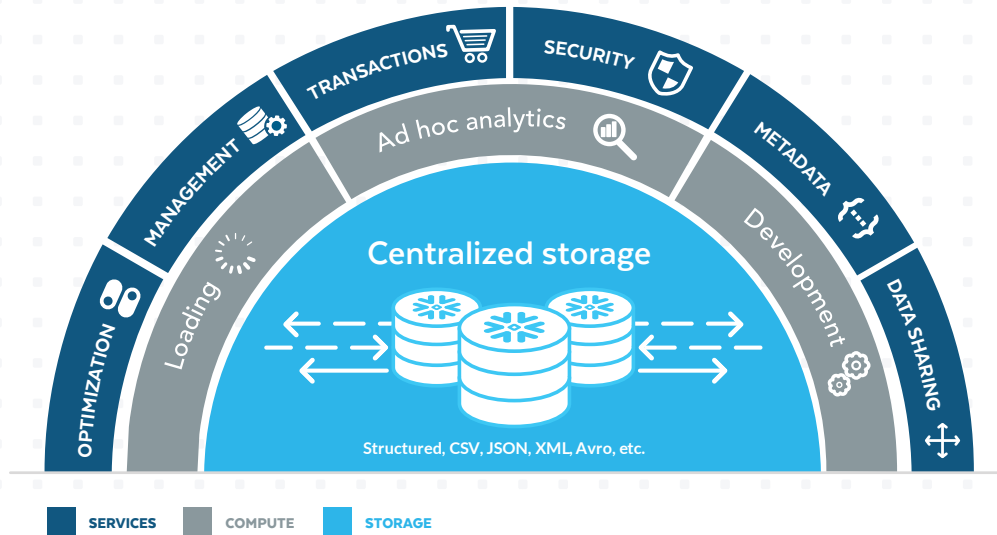 OPTIMIZATION
MANAGEMENT
TRANSACTIONS
SECURITY
METADATA
DATA SHARING
Loading
Ad hoc analytics
Development
Centralized storage
Structured, CSV, JSON, XML, Avro, etc.
SERVICES
COMPUTE
STORAGE